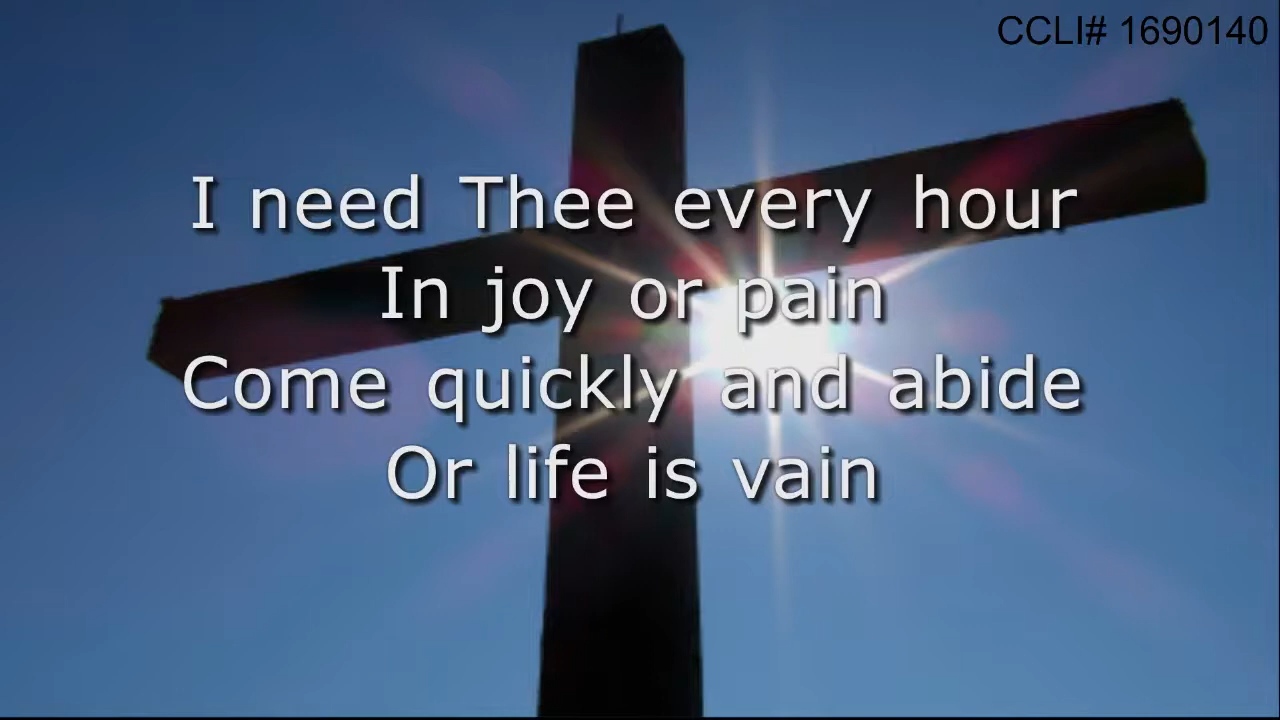 CCLI# 1690140
I need Thee every hour
In joy or pain
Come quickly and abide
Or life is vain